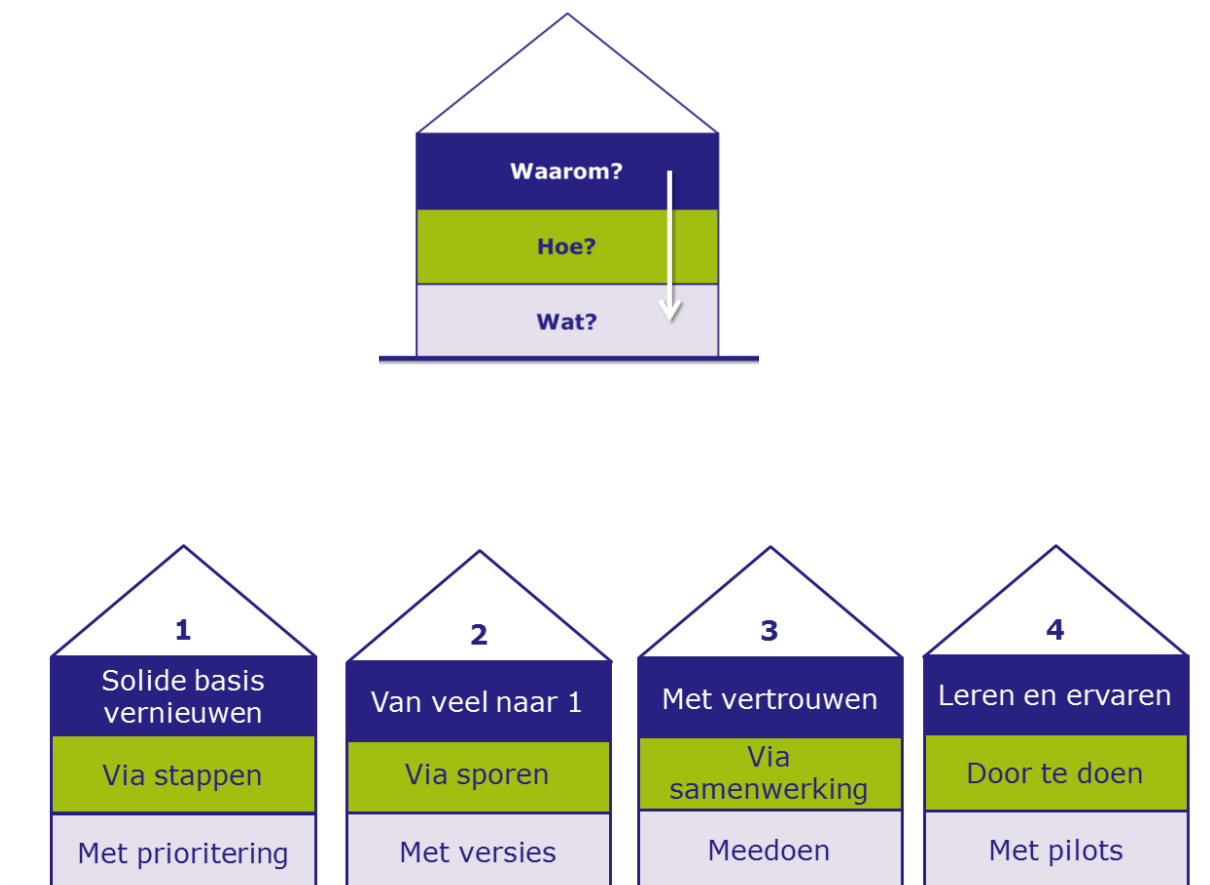 Waarom?
Hoe?
Wat?
1
Solide basis
vernieuwen
Via stappen
Met prioritering
2
Van veel naar 1
Via sporen
Met versies
3
Met vertrouwen
Via
samenwerking
Meedoen
4
Leren en ervaren
Door te doen
Met pilots